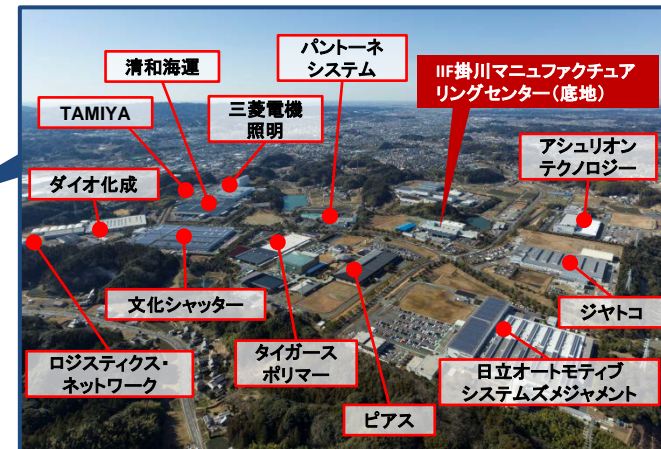 パントーネ
システム
清和海運
IIF掛川マニュファクチュア
リングセンター（底地）
TAMIYA
三菱電機
照明
アシュリオン
テクノロジー
ダイオ化成
文化シャッター
ジヤトコ
ロジスティクス・
ネットワーク
タイガース
ポリマー
日立オートモティブ
システムズメジャメント
ピアス